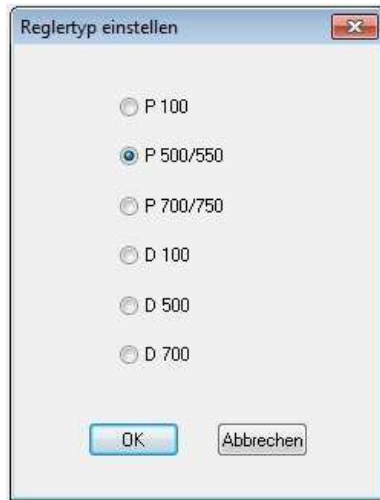 Reglertyp einstellen
P 100
P 500/550
P 700/750
D 100
D 500
D 700
OK Abbrechen